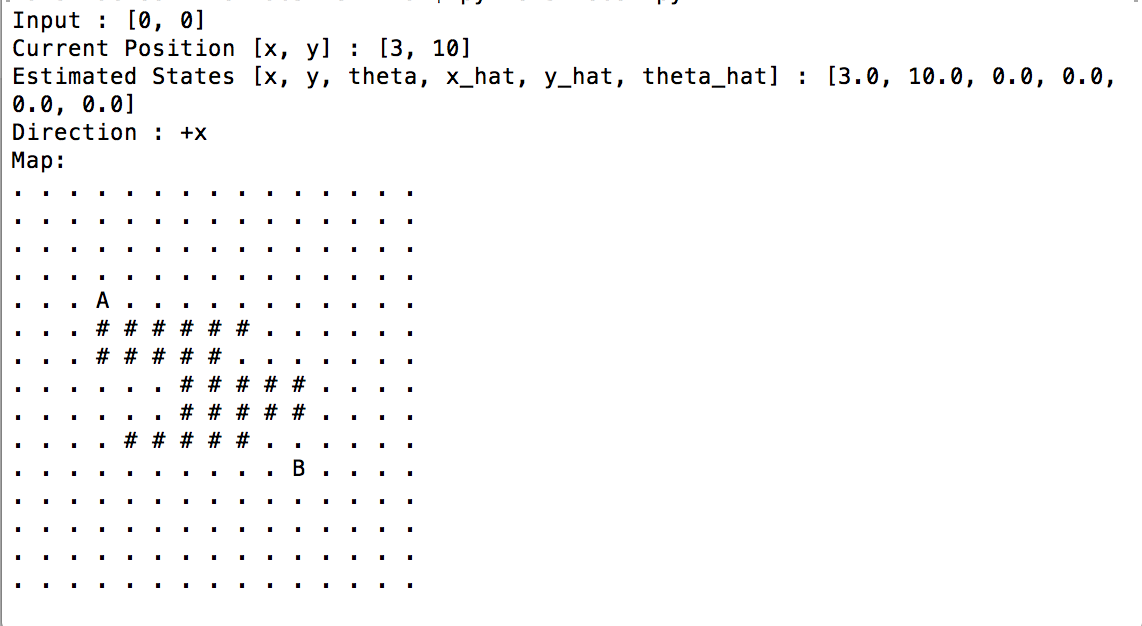 Input : [0, 0]
Current Position [x, y] : [3, 10]
Estimated States [x, y, theta, x_hat, y_hat, theta_hat] : [3.0, 10.0, 0.0, 0.0,
0.0, 0.0]
Direction : +x
Map:
. . . . . . . . . . . . . . .
. . . . . . . . . . . . . . .
. . . . . . . . . . . . . . .
. . . . . . . . . . . . . . .
. . . A . . . . . . . . . . .
. . . # # # # # # . . . . . .
. . . # # # # # . . . . . . .
. . . . . . # # # # # . . . .
. . . . . . # # # # # . . . .
. . . . # # # # # . . . . . .
. . . . . . . . . . B . . . .
. . . . . . . . . . . . . . .
. . . . . . . . . . . . . . .
. . . . . . . . . . . . . . .
. . . . . . . . . . . . . . .